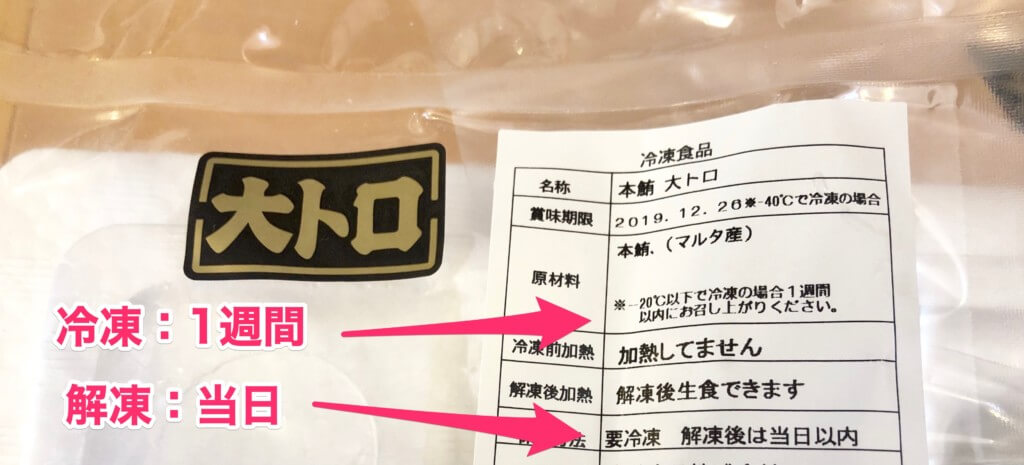 大トロ
冷凍:1週間
解凍:当日
冷凍食品
名称 本鮪 大トロ
賞味期限 2019.12.26※-40℃で冷凍の場合
原材料 本鮪.(マルタ産)
※-20℃以下で冷凍の場合1週間
以内にお召し上がりください。
冷凍前加熱 加熱してません
解凍後加熱 解凍後生食できます
方法 要冷凍 解凍後は当日以内